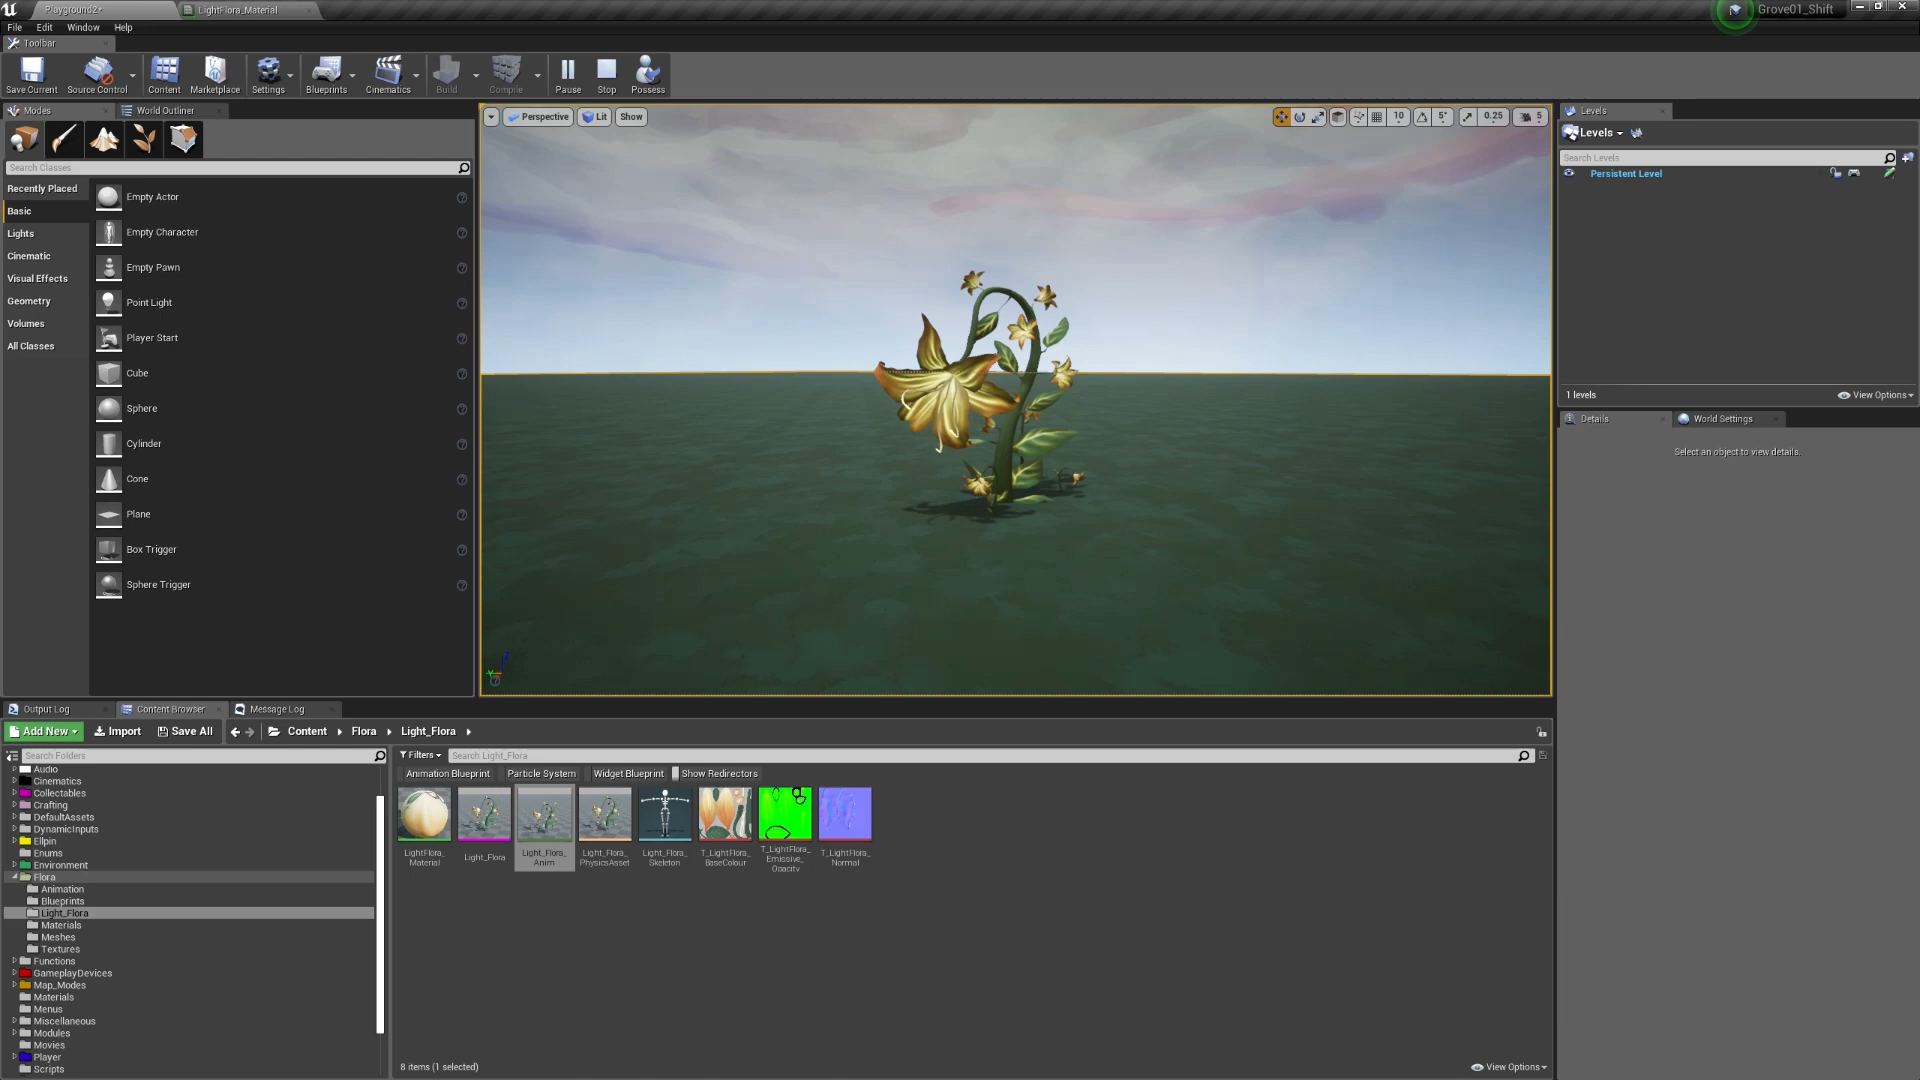 Playground2*
LightFlora_Material
Grove01_Shift
File Edit Window Help
Toolbar
Save Current Source Control Content Marketplace Settings Blueprints Cinematics Build Compile Pause Stop Possess
Modes
World Outliner
Search Classes
Recently Placed
Basic
Lights
Cinematic
Visual Effects
Geometry
Volumes
All Classes
Empty Actor
Empty Character
Empty Pawn
Point Light
Player Start
Cube
Sphere
Cylinder
Cone
Plane
Box Trigger
Sphere Trigger
Perspective Lit Show
10 5° 0.25 5
Levels
Levels
Search Levels
Persistent Level
1 levels
View Options
Details
World Settings
Select an object to view details.
Output Log
Content Browser
Message Log
Add New Import Save All Content Flora Light_Flora
Search Folders
Audio
Cinematics
Collectables
Crafting
DefaultAssets
DynamicInputs
Ellpin
Enums
Environment
Flora
Animation
Blueprints
Light_Flora
Materials
Meshes
Textures
Functions
GameplayDevices
Map_Modes
Materials
Menus
Miscellaneous
Modules
Movies
Player
Scripts
Filters
Search Light_Flora
Animation Blueprint Particle System Widget Blueprint Show Redirectors
LightFlora_
Material
Light_Flora
Light_Flora_
Anim
Light_Flora_
PhysicsAsset
Light_Flora_
Skeleton
T_LightFlora_
BaseColour
T_LightFlora_
Emissive_
Opacity
T_LightFlora_
Normal
8 items (1 selected)
View Options